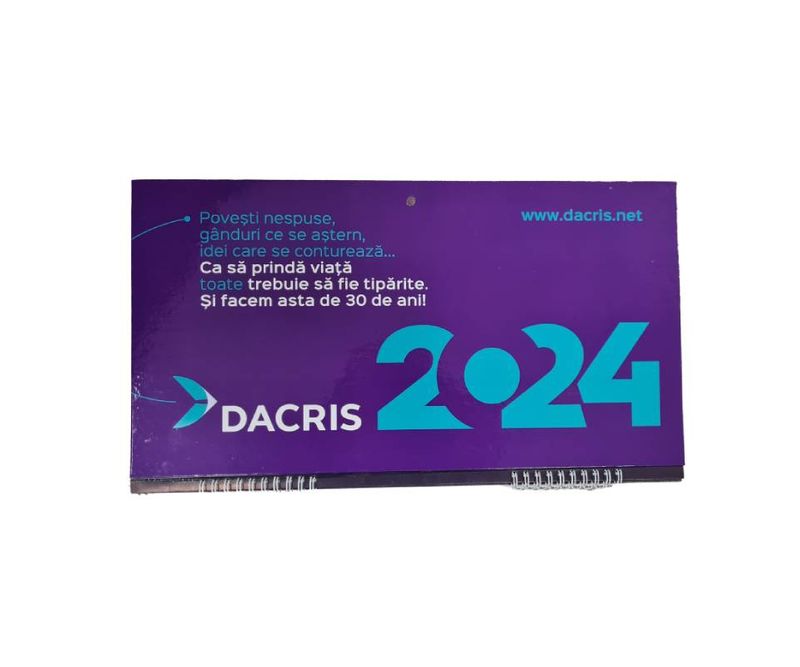 Povești nespuse,
gânduri ce se aștern,
idei care se conturează...
Ca să prindă viață
toate trebuie să fie tipărite.
Și facem asta de 30 de ani!
www.dacris.net
DACRIS
2024